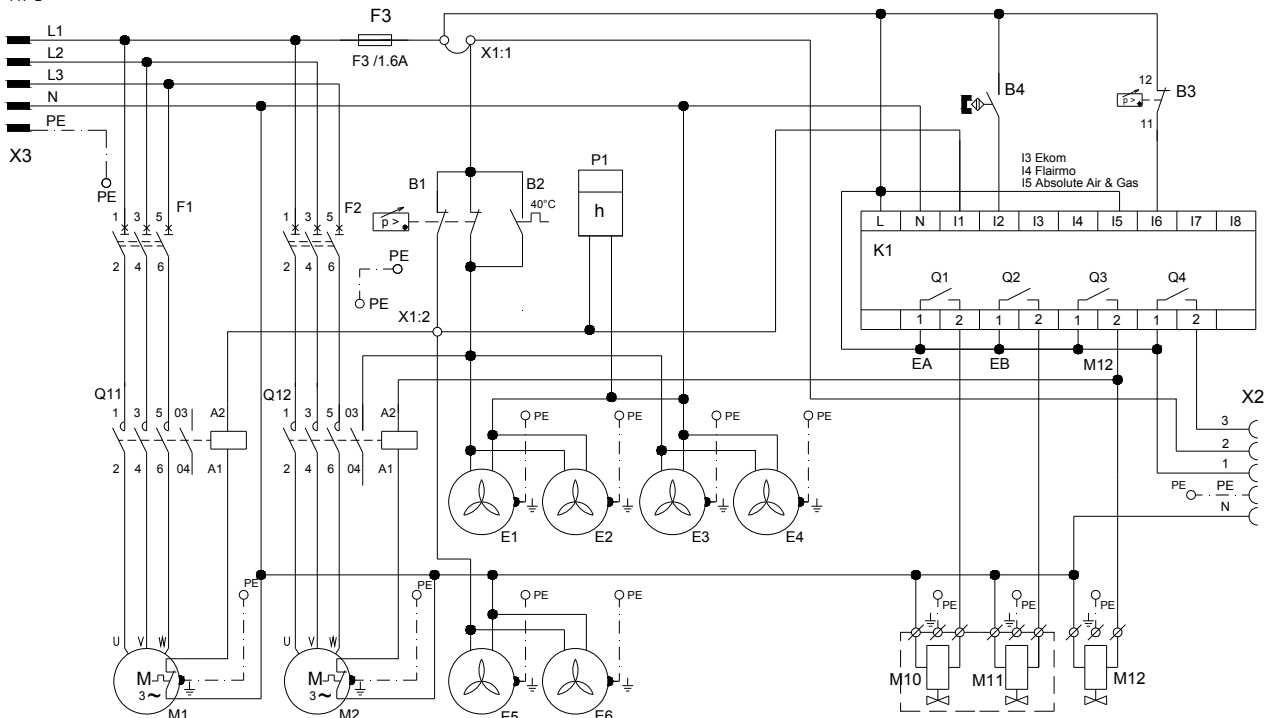 F3
L1
F3 /1.6A
X1:1
L2
L3
N
PE
X3
PE
B4
12
p >
B3
11
I3 Ekom
I4 Flairmo
I5 Absolute Air & Gas
P1
h
B1
B2
40°C
p >
1 3 5
F1
2 4 6
1 3 5
F2
2 4 6
PE
PE
X1:2
L N I1 I2 I3 I4 I5 I6 I7 I8
K1
Q1 Q2 Q3 Q4
1 2 1 2 1 2 1 2
EA EB M12
X2
3
2
1
PE PE
N
Q11
1 3 5 03 A2
2 4 6 04 A1
Q12
1 3 5 03 A2
2 4 6 04 A1
PE PE PE PE
E1 E2 E3 E4
PE PE PE PE
PE PE PE
U V W
M
3~
M1
U V W
M
3~
M2
E5 E6
M10 M11 M12